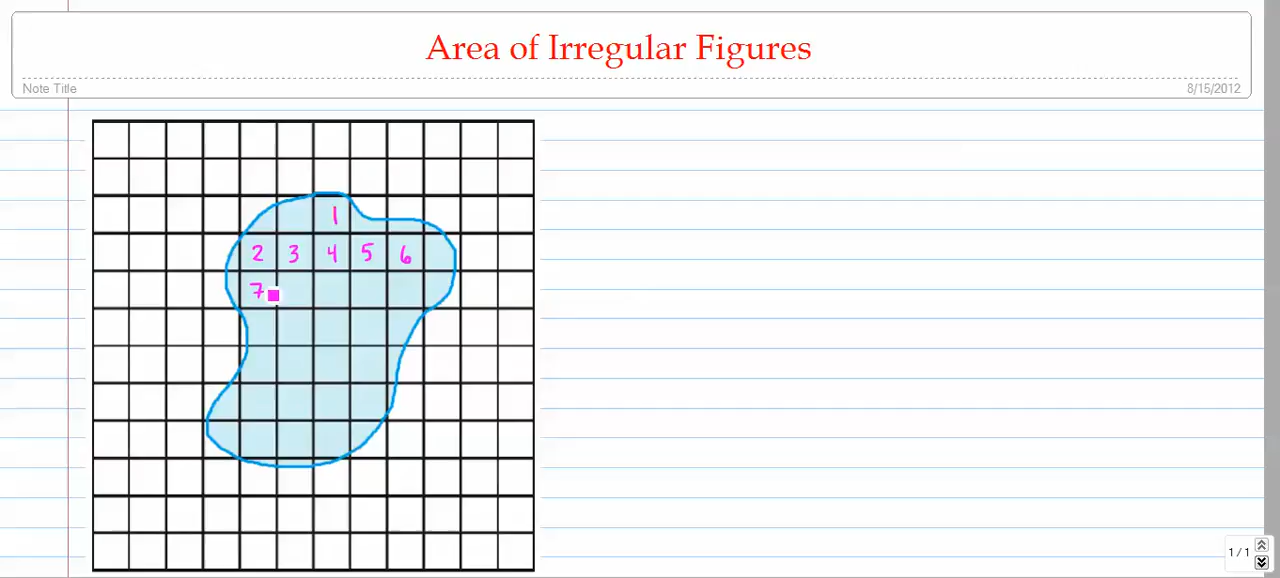 Area of Irregular Figures
Note Title
8/15/2012
1
2 3 4 5 6
7
1 / 1